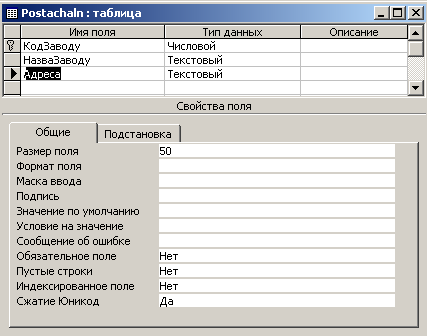 Postachaln : таблица
Имя поля Тип данных Описание
КодЗаводу Числовой
НазваЗаводу Текстовый
Адреса Текстовый
Свойства поля
Общие Подстановка
Размер поля 50
Формат поля
Маска ввода
Подпись
Значение по умолчанию
Условие на значение
Сообщение об ошибке
Обязательное поле Нет
Пустые строки Нет
Индексированное поле Нет
Сжатие Юникод Да